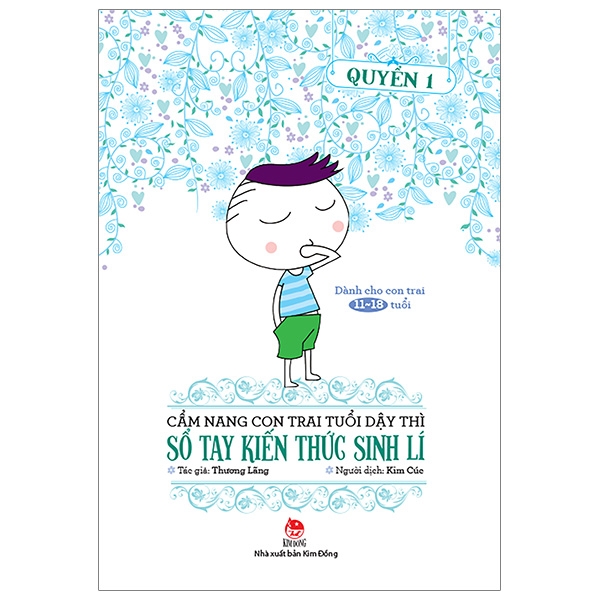 QUYỂN 1
Dành cho con trai
11~18 tuổi
CẨM NANG CON TRAI TUỔI DẬY THÌ
SỔ TAY KIẾN THỨC SINH LÍ
Tác giả: Thương Lãng Người dịch: Kim Cúc
KIM ĐỒNG
Nhà xuất bản Kim Đồng